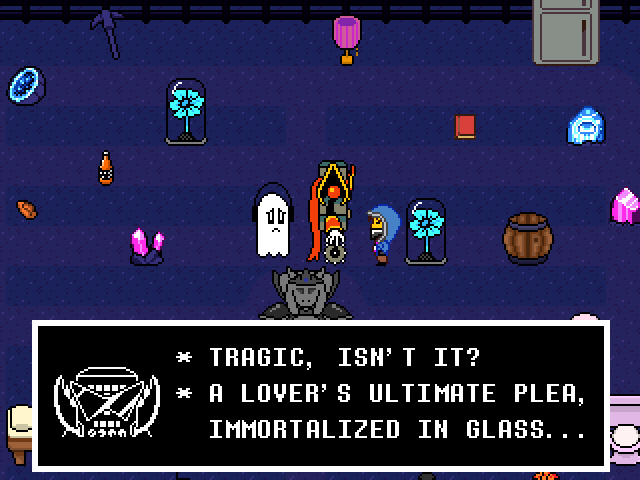 * TRAGIC, ISN'T IT?
* A LOVER'S ULTIMATE PLEA,
IMMORTALIZED IN GLASS...